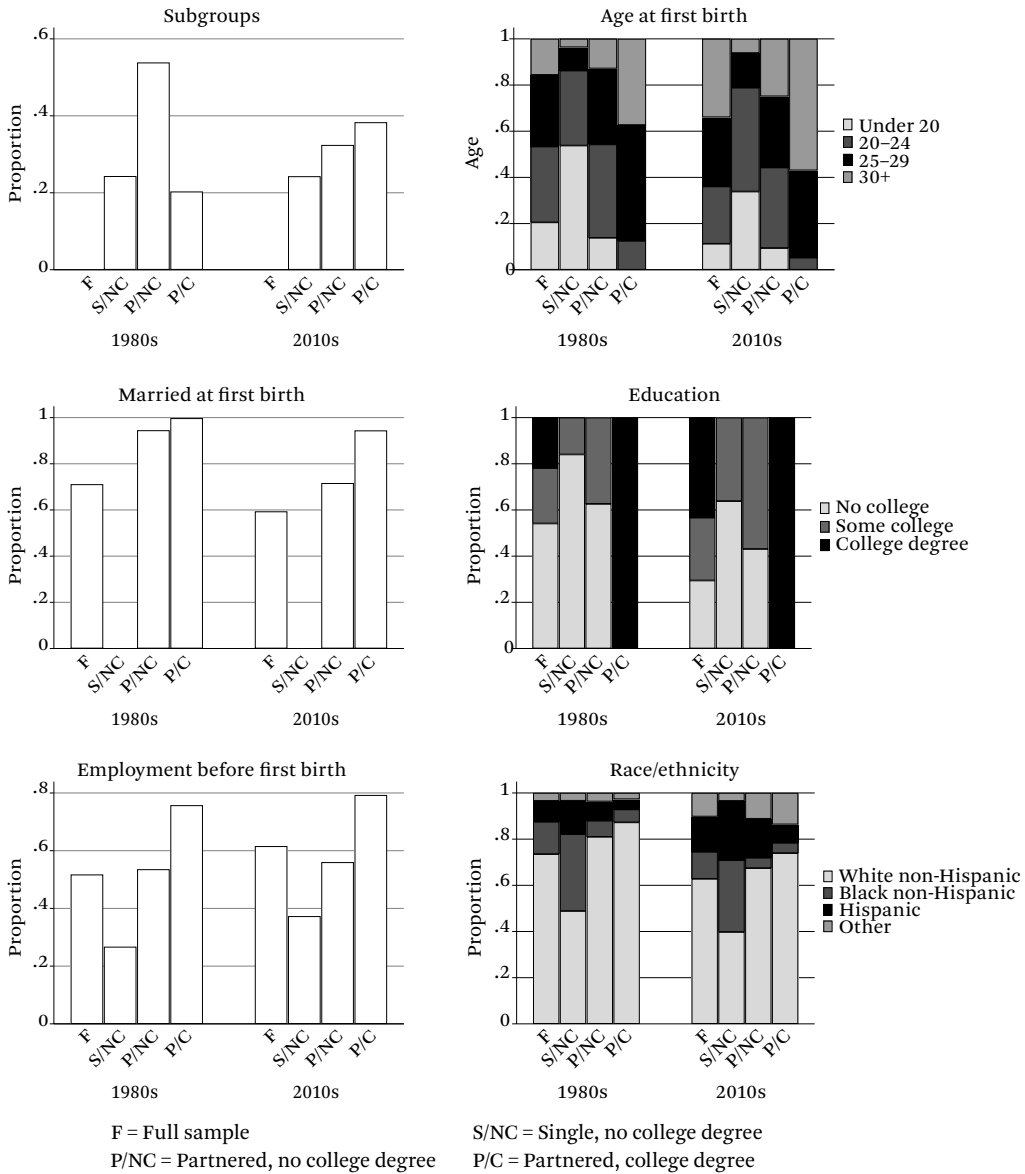 Subgroups
Proportion
.6
.4
.2
0
F
S/NC
P/NC
P/C
F
S/NC
P/NC
P/C
1980s
2010s
Age at first birth
Age
1
.8
.6
.4
.2
0
F
S/NC
P/NC
P/C
F
S/NC
P/NC
P/C
1980s
2010s
Under 20
20–24
25–29
30+
Married at first birth
Proportion
1
.8
.6
.4
.2
0
F
S/NC
P/NC
P/C
F
S/NC
P/NC
P/C
1980s
2010s
Education
Proportion
1
.8
.6
.4
.2
0
F
S/NC
P/NC
P/C
F
S/NC
P/NC
P/C
1980s
2010s
No college
Some college
College degree
Employment before first birth
Proportion
.8
.6
.4
.2
0
F
S/NC
P/NC
P/C
F
S/NC
P/NC
P/C
1980s
2010s
Race/ethnicity
Proportion
1
.8
.6
.4
.2
0
F
S/NC
P/NC
P/C
F
S/NC
P/NC
P/C
1980s
2010s
White non-Hispanic
Black non-Hispanic
Hispanic
Other
F = Full sample
S/NC = Single, no college degree
P/NC = Partnered, no college degree
P/C = Partnered, college degree